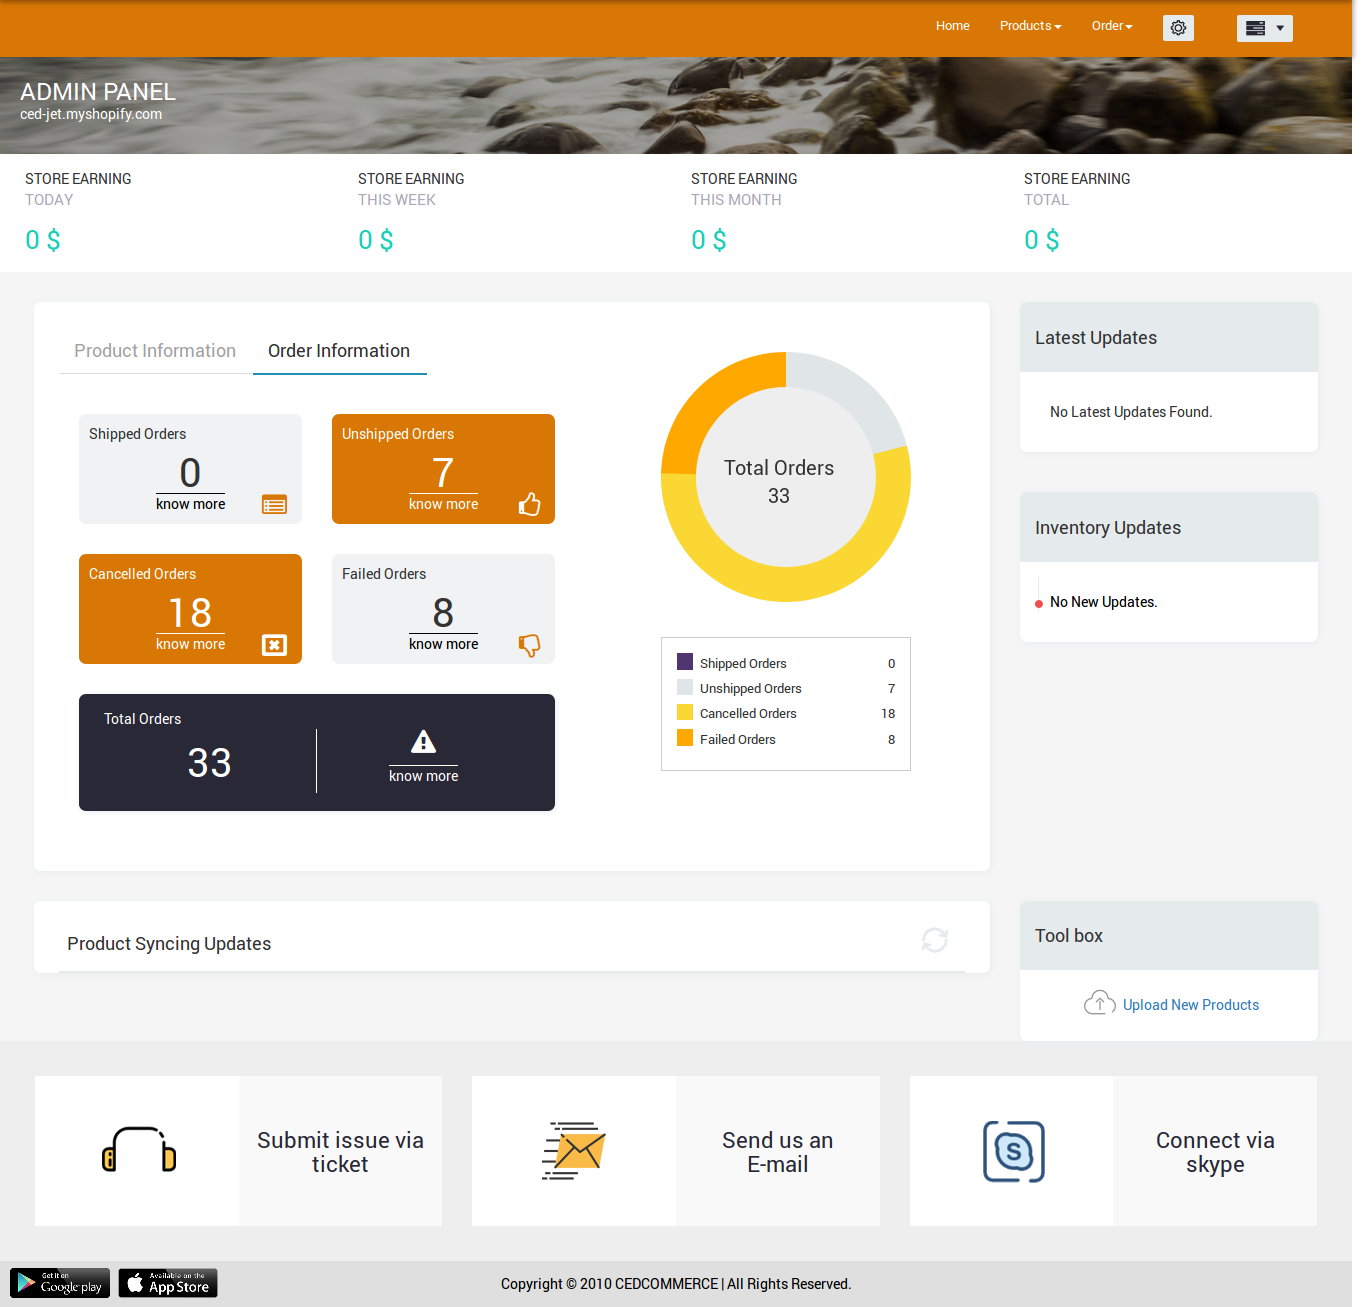 Home
Products
Order
ADMIN PANEL
ced-jet.myshopify.com
STORE EARNING
TODAY
0 $
STORE EARNING
THIS WEEK
0 $
STORE EARNING
THIS MONTH
0 $
STORE EARNING
TOTAL
0 $
Product Information
Order Information
Shipped Orders
0
know more
Unshipped Orders
7
know more
Cancelled Orders
18
know more
Failed Orders
8
know more
Total Orders
33
know more
Total Orders
33
Shipped Orders 0
Unshipped Orders 7
Cancelled Orders 18
Failed Orders 8
Latest Updates
No Latest Updates Found.
Inventory Updates
No New Updates.
Product Syncing Updates
Tool box
Upload New Products
Submit issue via
ticket
Send us an
E-mail
S
Connect via
skype
Get it on
Google play
Available on the
App Store
Copyright © 2010 CEDCOMMERCE | All Rights Reserved.